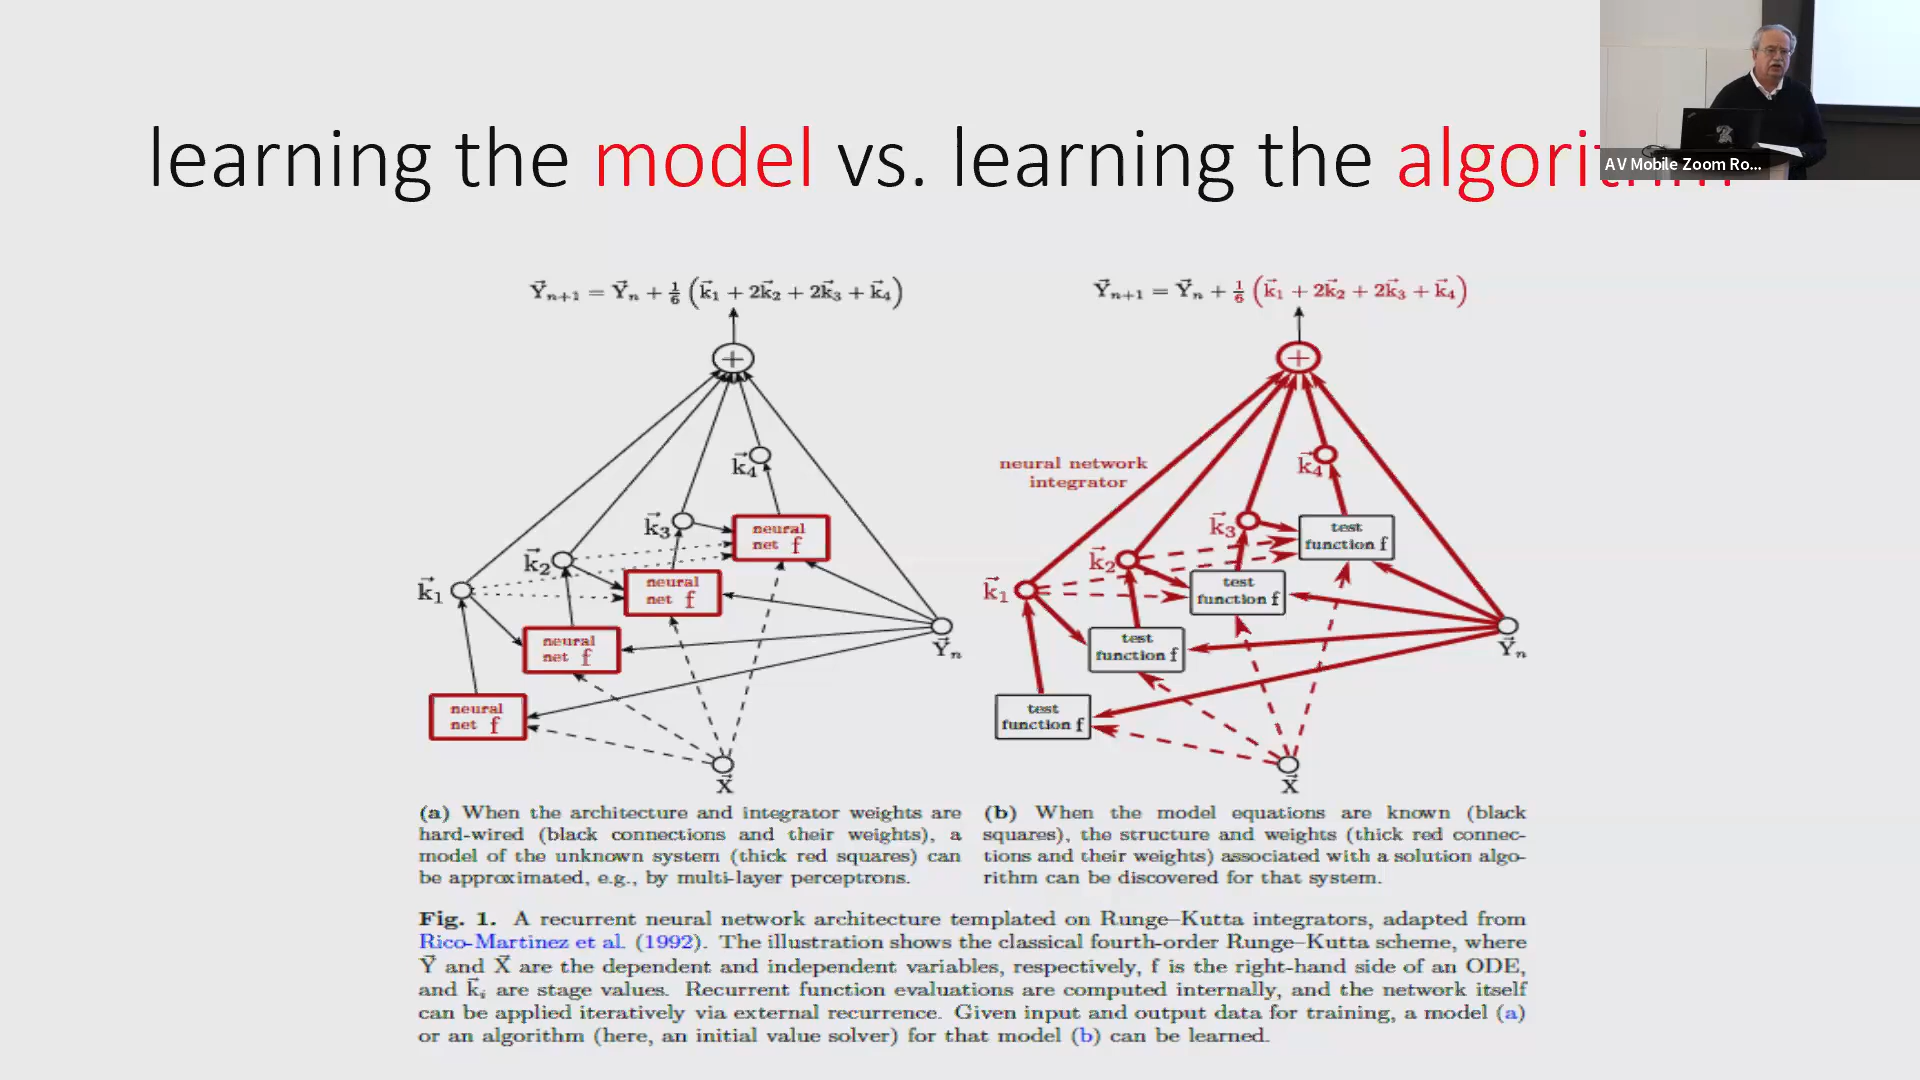 learning the model vs. learning the algorithm
AV Mobile Zoom Ro...
Y⃗ₙ₊₁ = Y⃗ₙ + 1/6 (k⃗₁ + 2k⃗₂ + 2k⃗₃ + k⃗₄)
+
k⃗₄
k⃗₃
neural
net f
k⃗₂
neural
net f
k⃗₁
neural
net f
Y⃗ₙ
neural
net f
X⃗
Y⃗ₙ₊₁ = Y⃗ₙ + 1/6 (k⃗₁ + 2k⃗₂ + 2k⃗₃ + k⃗₄)
+
neural network
integrator
k⃗₄
k⃗₃
test
function f
k⃗₂
test
function f
k⃗₁
test
function f
Y⃗ₙ
test
function f
X⃗
(a) When the architecture and integrator weights are
hard-wired (black connections and their weights), a
model of the unknown system (thick red squares) can
be approximated, e.g., by multi-layer perceptrons.
(b) When the model equations are known (black
squares), the structure and weights (thick red connec-
tions and their weights) associated with a solution algo-
rithm can be discovered for that system.
Fig. 1. A recurrent neural network architecture templated on Runge–Kutta integrators, adapted from
Rico-Martinez et al. (1992). The illustration shows the classical fourth-order Runge–Kutta scheme, where
Y⃗ and X⃗ are the dependent and independent variables, respectively, f is the right-hand side of an ODE,
and k⃗ᵢ are stage values. Recurrent function evaluations are computed internally, and the network itself
can be applied iteratively via external recurrence. Given input and output data for training, a model (a)
or an algorithm (here, an initial value solver) for that model (b) can be learned.